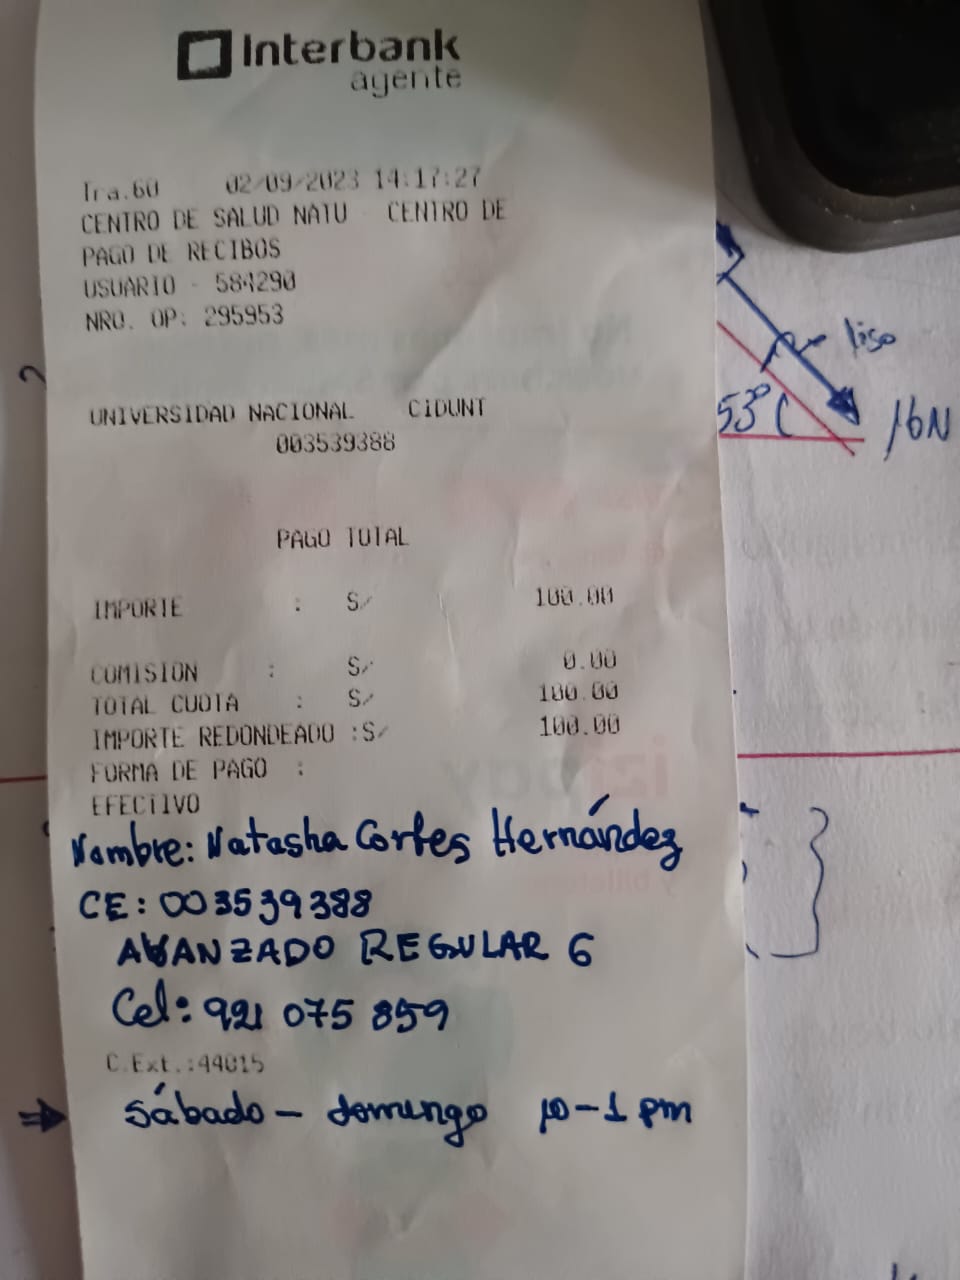 Interbank
agente
Tra.60 02/09/2023 14:17:27
CENTRO DE SALUD NATU - CENTRO DE
PAGO DE RECIBOS
USUARIO - 584290
NRO. OP: 295953
UNIVERSIDAD NACIONAL CIDUNT
003539388
PAGO TOTAL
IMPORTE : S/ 100.00
COMISION : S/ 0.00
TOTAL CUOTA : S/ 100.00
IMPORTE REDONDEADO :S/ 100.00
FORMA DE PAGO :
EFECTIVO
Nombre: Natasha Cortes Hernández
CE: 003539388
AVANZADO REGULAR 6
Cel: 921 075 859
C.Ext.:44015
sábado - domingo 10-1 pm
liso
53°
16N